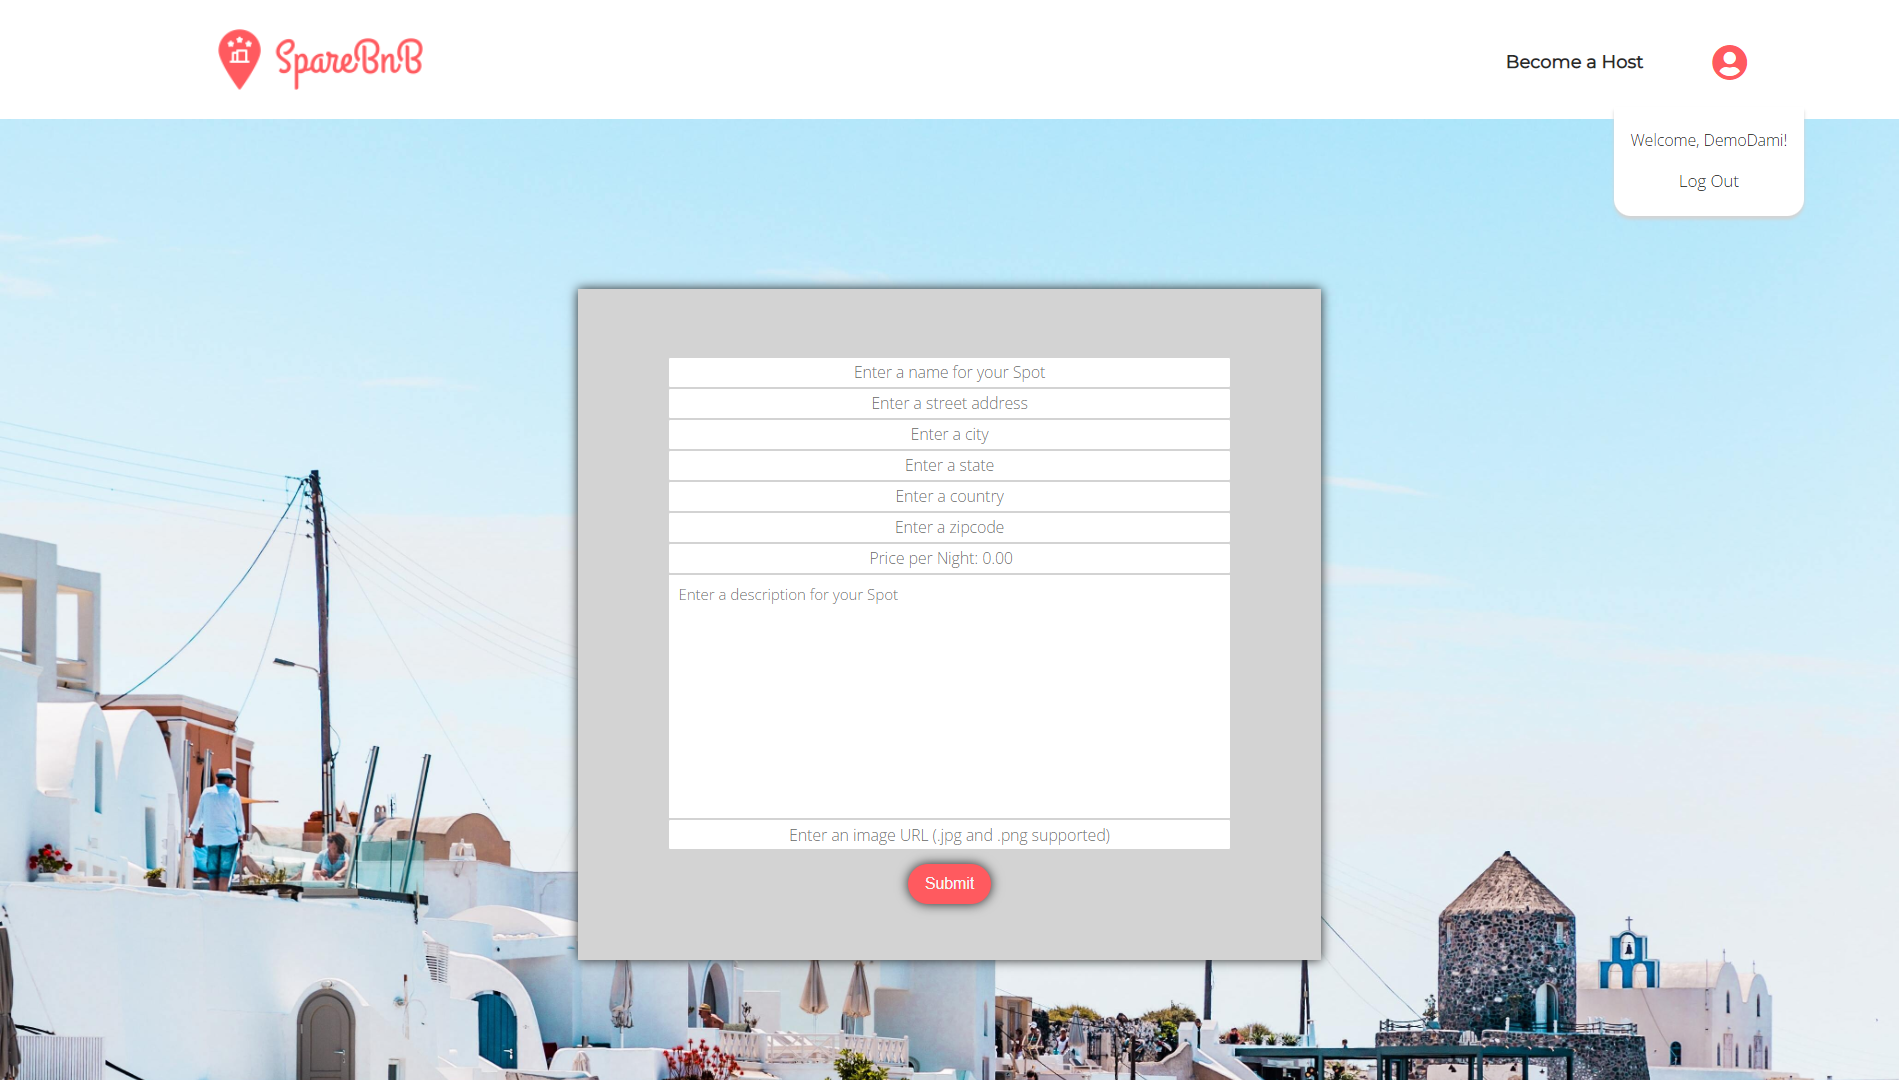 SpareBnB
Become a Host
Welcome, DemoDami!
Log Out
Enter a name for your Spot
Enter a street address
Enter a city
Enter a state
Enter a country
Enter a zipcode
Price per Night: 0.00
Enter a description for your Spot
Enter an image URL (.jpg and .png supported)
Submit